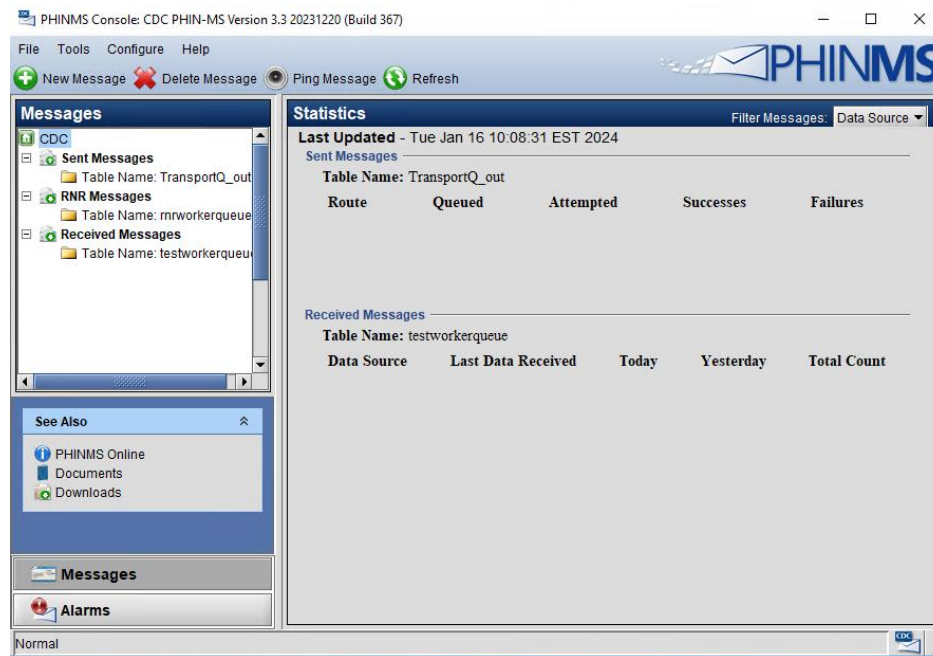 PHINMS Console: CDC PHIN-MS Version 3.3 20231220 (Build 367)
File Tools Configure Help
New Message Delete Message Ping Message Refresh
PHINMS
Messages
CDC
Sent Messages
Table Name: TransportQ_out
RNR Messages
Table Name: rnrworkerqueue
Received Messages
Table Name: testworkerqueu
See Also
PHINMS Online
Documents
Downloads
Messages
Alarms
Statistics
Filter Messages: Data Source
Last Updated - Tue Jan 16 10:08:31 EST 2024
Sent Messages
Table Name: TransportQ_out
Route Queued Attempted Successes Failures
Received Messages
Table Name: testworkerqueue
Data Source Last Data Received Today Yesterday Total Count
Normal
CDC